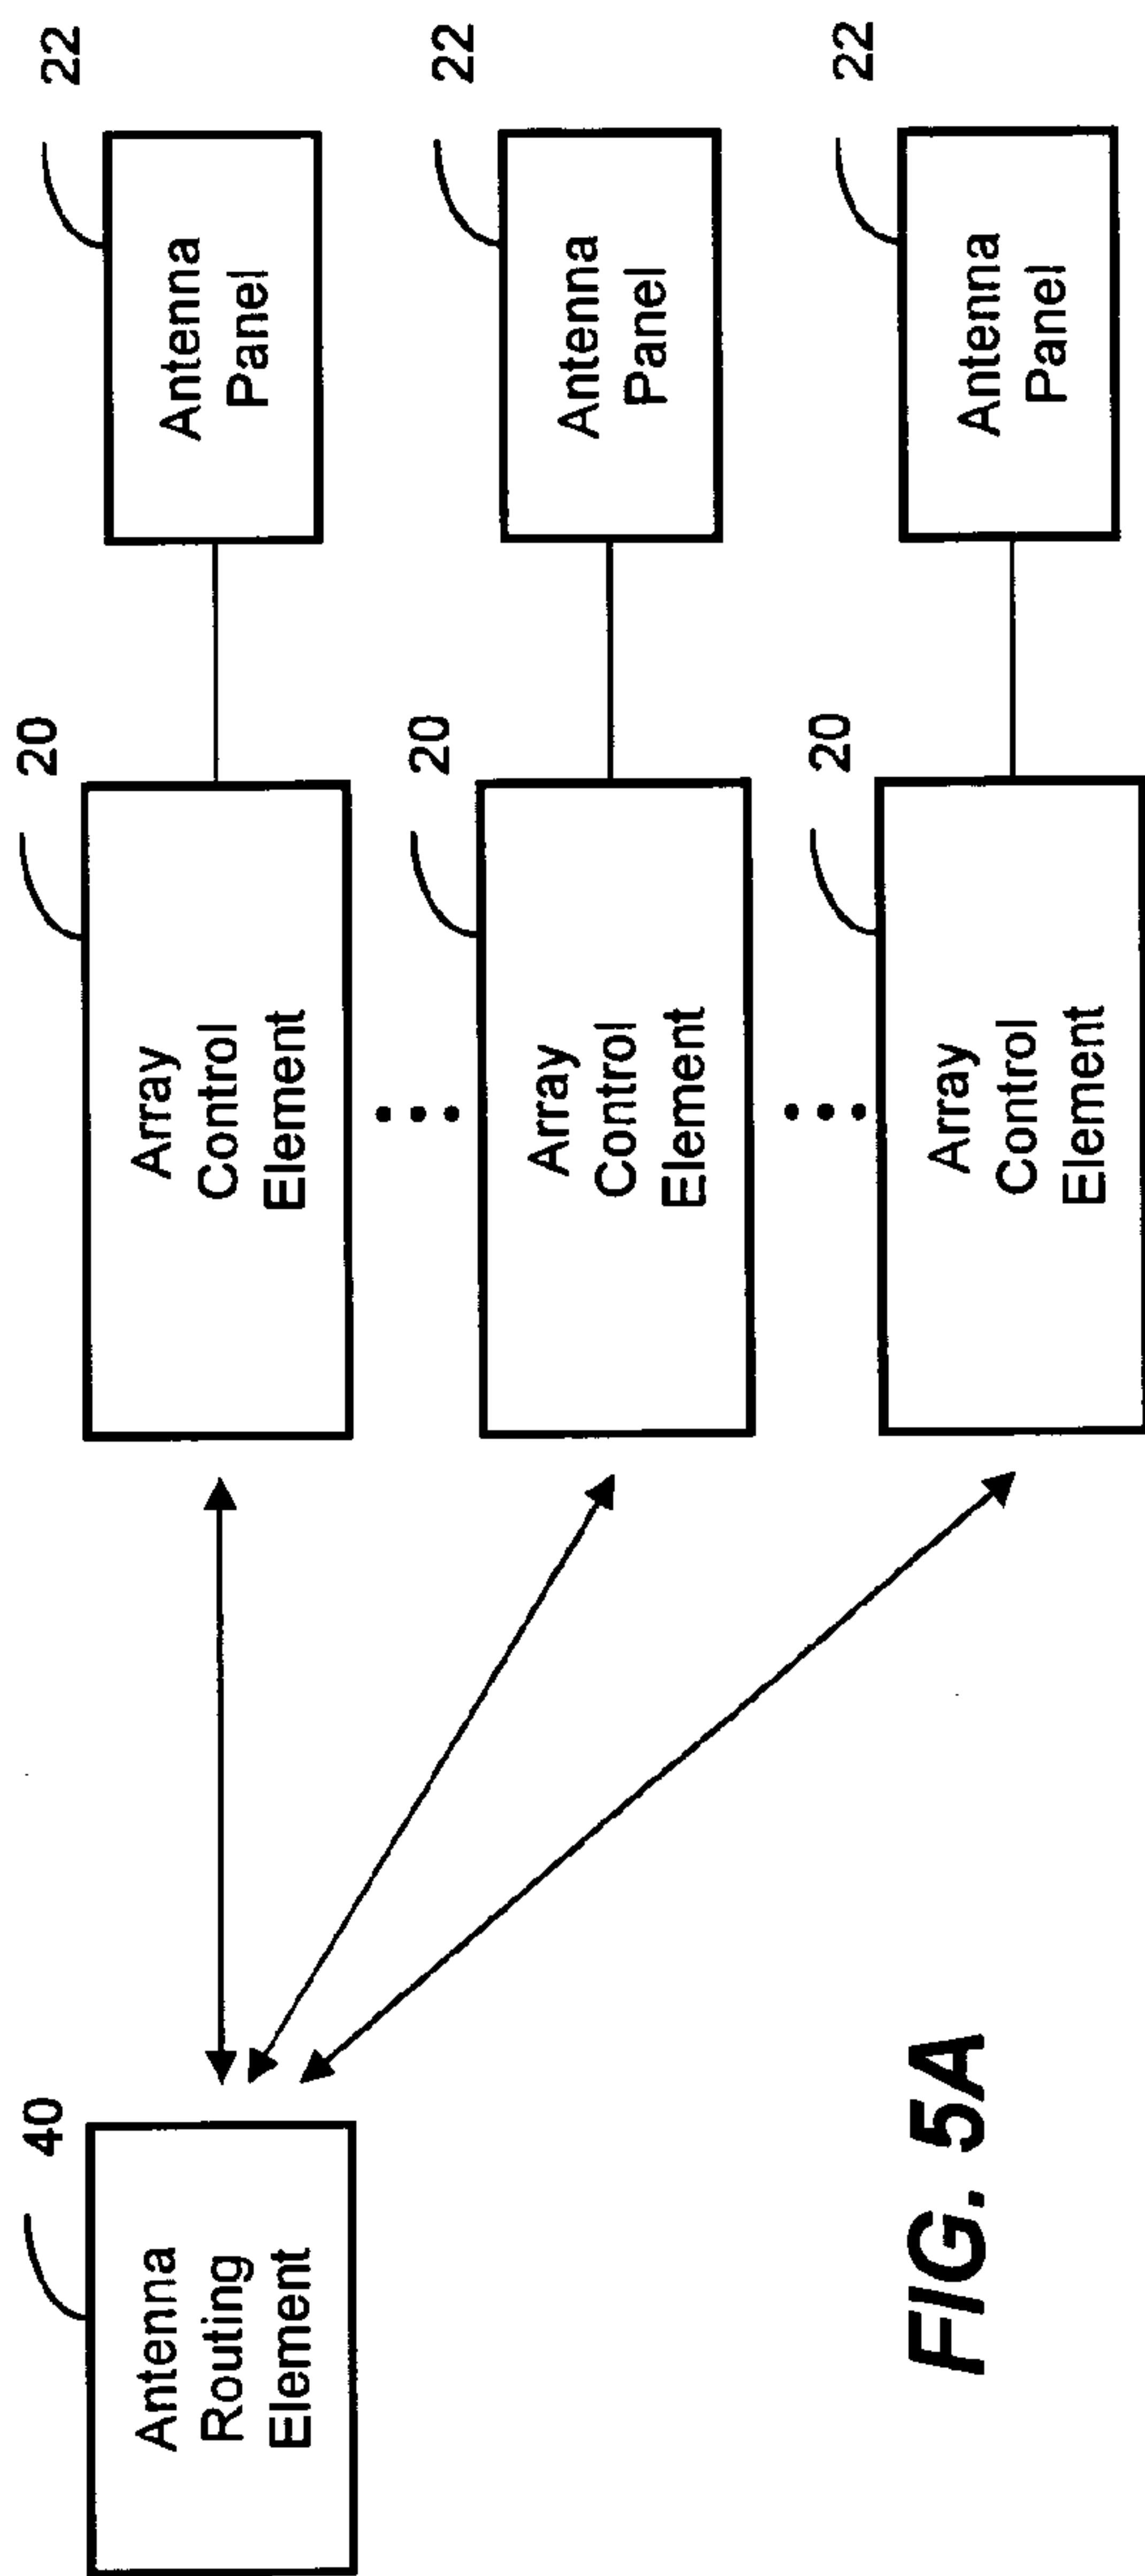 40
Antenna
Routing
Element
20
Array
Control
Element
22
Antenna
Panel
20
Array
Control
Element
22
Antenna
Panel
20
Array
Control
Element
22
Antenna
Panel
FIG. 5A